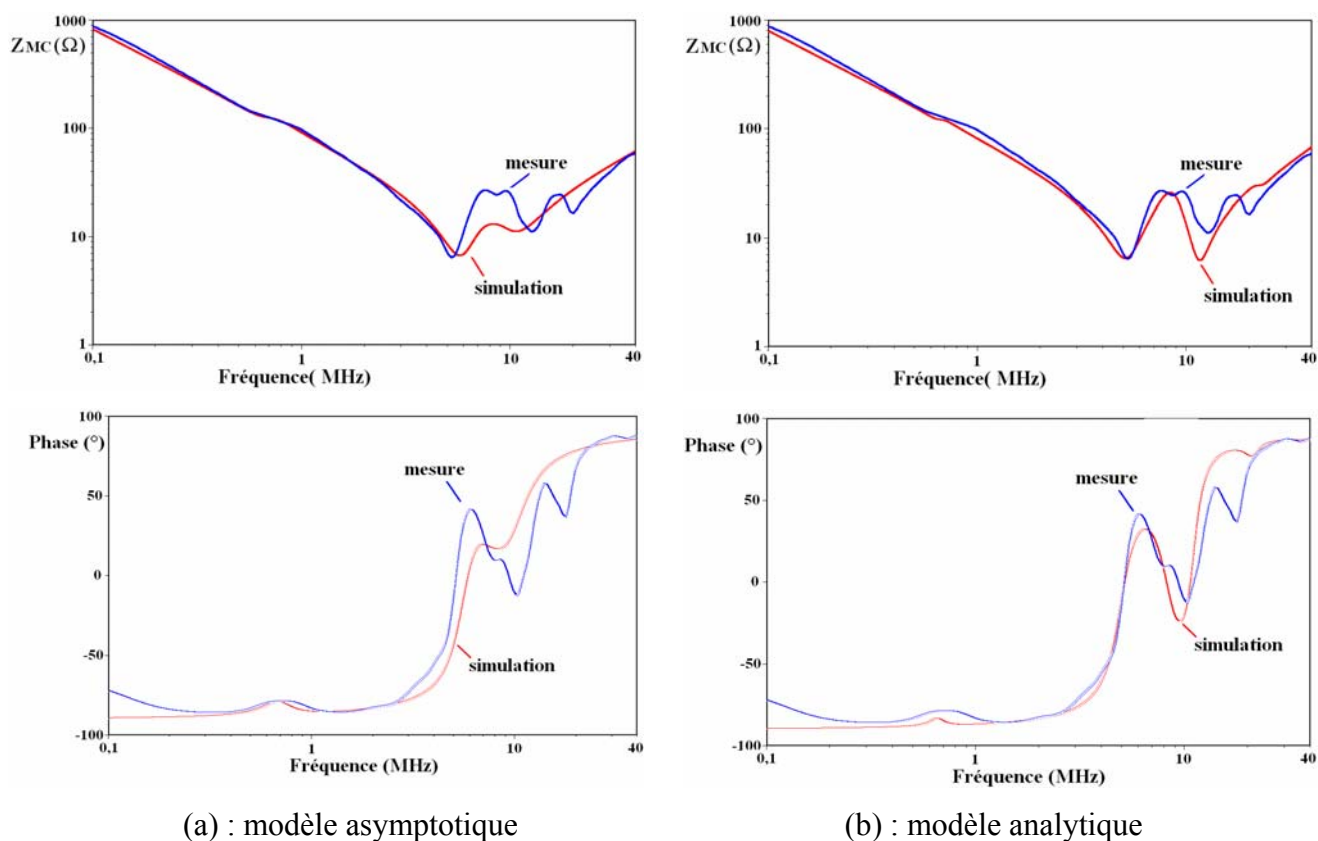 1000
ZMC (Ω)
100
mesure
10
simulation
1
0,1 1 10 40
Fréquence( MHz)
1000
ZMC (Ω)
100
mesure
10
simulation
1
0,1 1 10 40
Fréquence( MHz)
100
Phase (°)
mesure
50
0
-50
simulation
-100
0,1 1 10 40
Fréquence (MHz)
100
Phase (°)
mesure
50
0
simulation
-50
-100
0,1 1 10 40
Fréquence (MHz)
(a) : modèle asymptotique
(b) : modèle analytique